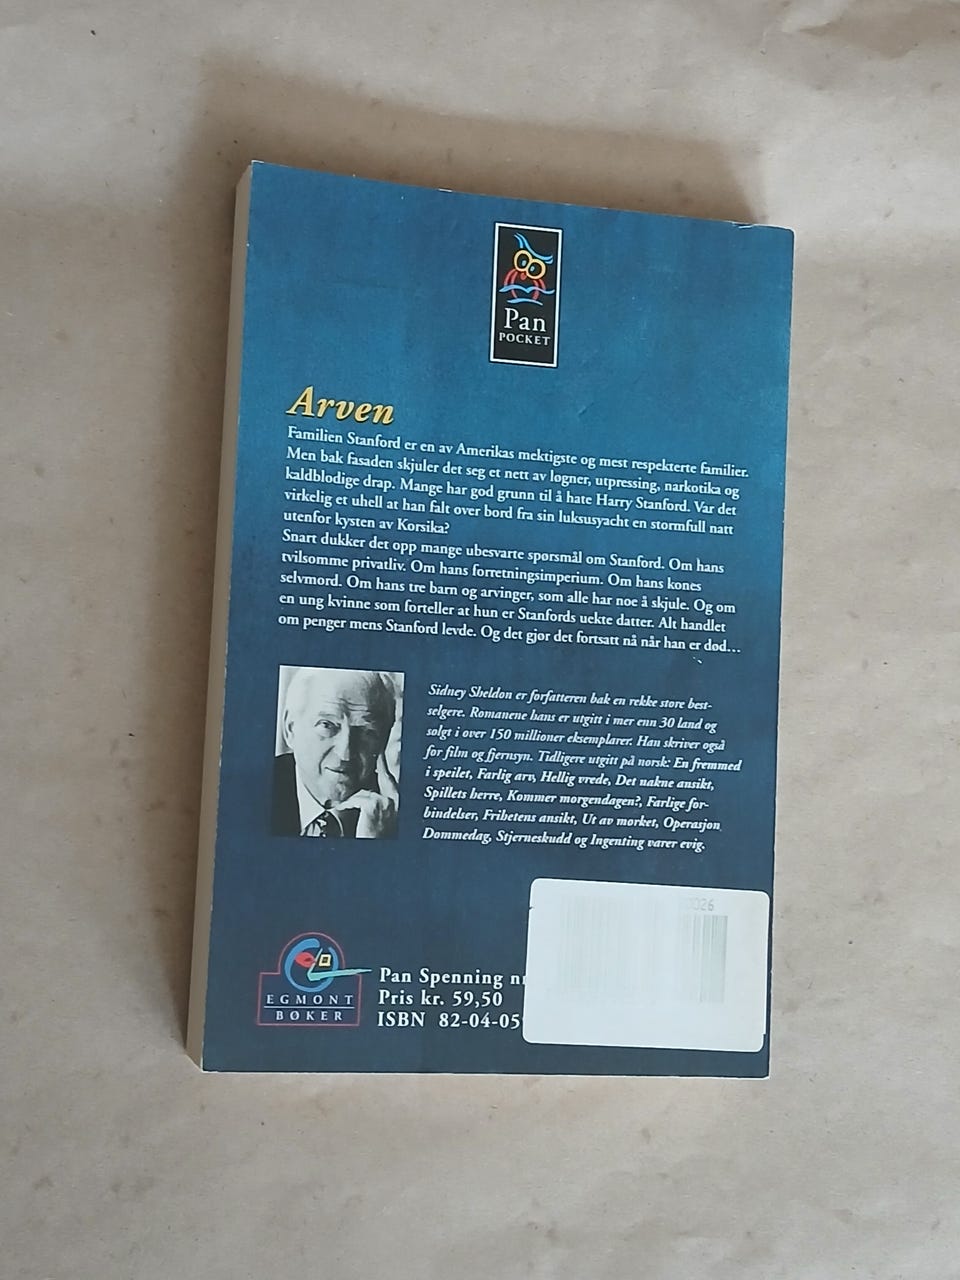 Pan
POCKET
Arven
Familien Stanford er en av Amerikas mektigste og mest respekterte familier.
Men bak fasaden skjuler det seg et nett av løgner, utpressing, narkotika og
kaldblodige drap. Mange har god grunn til å hate Harry Stanford. Var det
virkelig et uhell at han falt over bord fra sin luksusyacht en stormfull natt
utenfor kysten av Korsika?
Snart dukker det opp mange ubesvarte spørsmål om Stanford. Om hans
tvilsomme privatliv. Om hans forretningsimperium. Om hans kones
selvmord. Om hans tre barn og arvinger, som alle har noe å skjule. Og om
en ung kvinne som forteller at hun er Stanfords uekte datter. Alt handlet
om penger mens Stanford levde. Og det gjør det fortsatt nå når han er død...
Sidney Sheldon er forfatteren bak en rekke store best-
selgere. Romanene hans er utgitt i mer enn 30 land og
solgt i over 150 millioner eksemplarer. Han skriver også
for film og fjernsyn. Tidligere utgitt på norsk: En fremmed
i speilet, Farlig arv, Hellig vrede, Det nakne ansikt,
Spillets herre, Kommer morgendagen?, Farlige for-
bindelser, Frihetens ansikt, Ut av mørket, Operasjon
Dommedag, Stjerneskudd og Ingenting varer evig.
EGMONT
BØKER
Pan Spenning nr
Pris kr. 59,50
ISBN 82-04-05